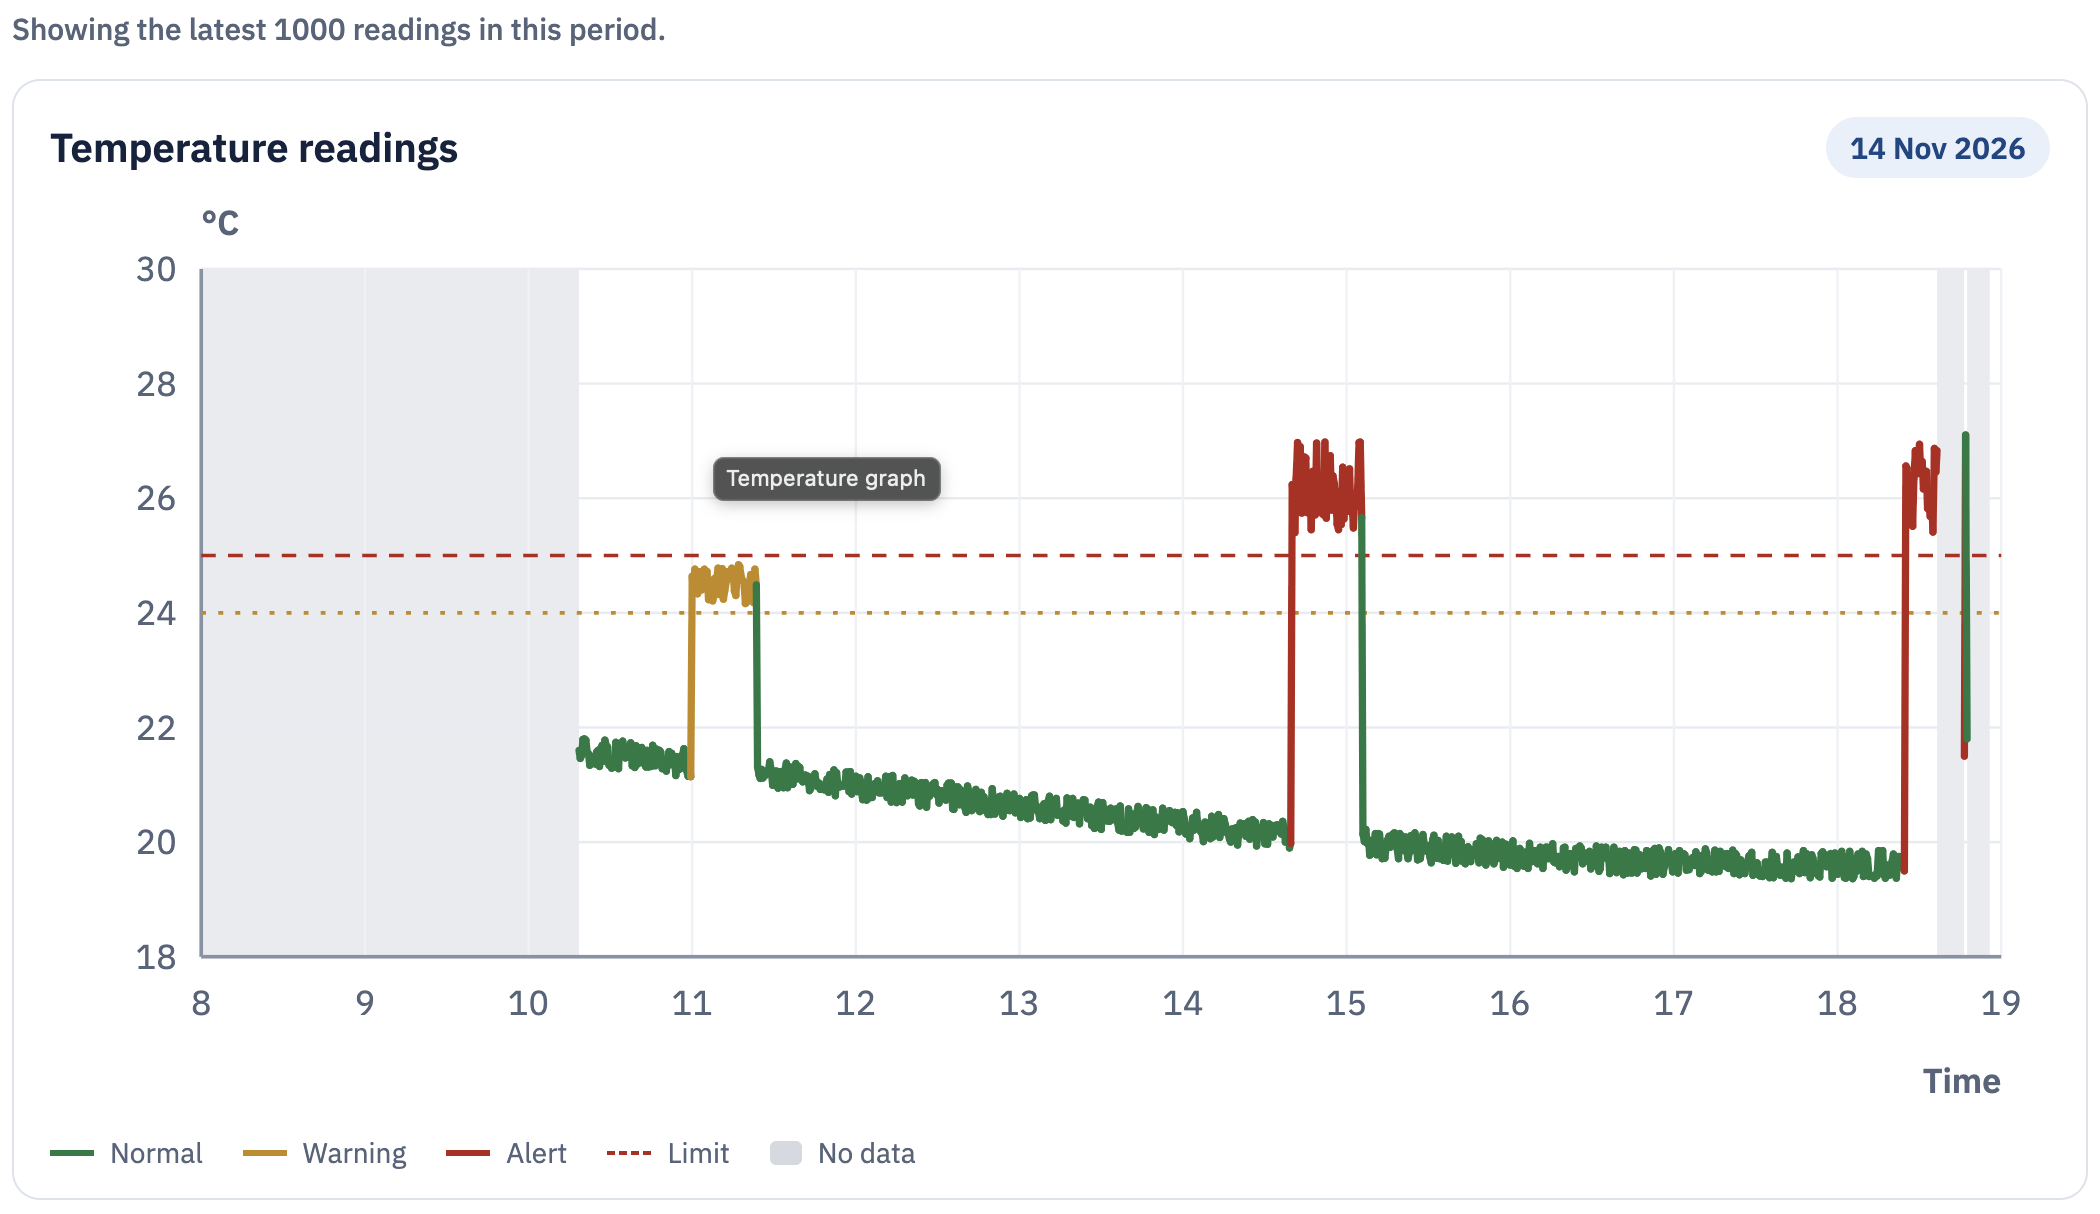 Showing the latest 1000 readings in this period.
Temperature readings
14 Nov 2026
°C
30
28
26
24
22
20
18
Temperature graph
8 9 10 11 12 13 14 15 16 17 18 19
Time
Normal Warning Alert Limit No data